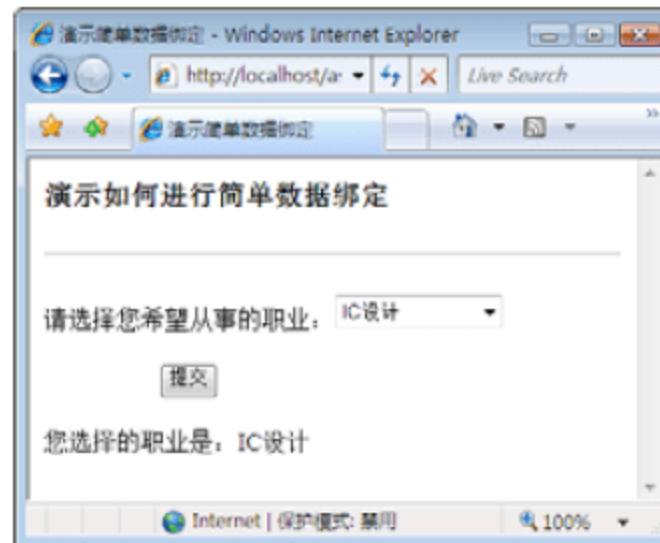 演示简单数据绑定 - Windows Internet Explorer
http://localhost/a
Live Search
演示简单数据绑定
演示如何进行简单数据绑定
请选择您希望从事的职业： IC设计
提交
您选择的职业是：IC设计
Internet | 保护模式: 禁用
100%